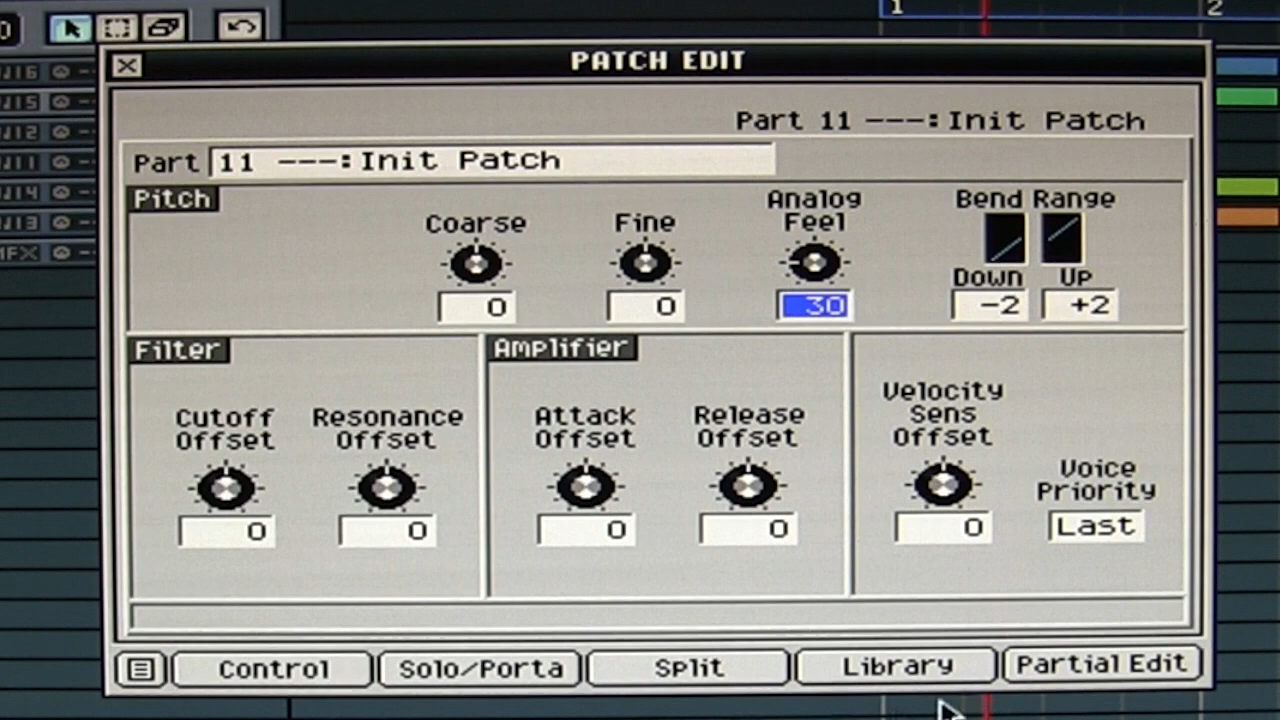 1
2
PATCH EDIT
Part 11 ---:Init Patch
Part 11 ---:Init Patch
Pitch
Coarse
Fine
Analog
Feel
Bend Range
Down
Up
0
0
30
-2
+2
Filter
Amplifier
Cutoff
Offset
Resonance
Offset
Attack
Offset
Release
Offset
Velocity
Sens
Offset
Voice
Priority
0
0
0
0
0
Last
Control
Solo/Porta
Split
Library
Partial Edit